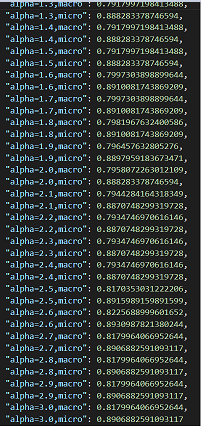 "alpha=1.3,macro": 0.7917997198413488,
"alpha=1.3,micro": 0.888283378746594,
"alpha=1.4,macro": 0.7917997198413488,
"alpha=1.4,micro": 0.888283378746594,
"alpha=1.5,macro": 0.7917997198413488,
"alpha=1.5,micro": 0.888283378746594,
"alpha=1.6,macro": 0.7997303898899644,
"alpha=1.6,micro": 0.8910081743869209,
"alpha=1.7,macro": 0.7997303898899644,
"alpha=1.7,micro": 0.8910081743869209,
"alpha=1.8,macro": 0.7981967632400586,
"alpha=1.8,micro": 0.8910081743869209,
"alpha=1.9,macro": 0.796457632805276,
"alpha=1.9,micro": 0.8897959183673471,
"alpha=2.0,macro": 0.7958072263012109,
"alpha=2.0,micro": 0.888283378746594,
"alpha=2.1,macro": 0.7944284164318349,
"alpha=2.1,micro": 0.8870748299319728,
"alpha=2.2,macro": 0.7934746970616146,
"alpha=2.2,micro": 0.8870748299319728,
"alpha=2.3,macro": 0.7934746970616146,
"alpha=2.3,micro": 0.8870748299319728,
"alpha=2.4,macro": 0.7934746970616146,
"alpha=2.4,micro": 0.8870748299319728,
"alpha=2.5,macro": 0.8170353031222206,
"alpha=2.5,micro": 0.8915989159891599,
"alpha=2.6,macro": 0.8225688999601652,
"alpha=2.6,micro": 0.8930987821380244,
"alpha=2.7,macro": 0.8179964066952644,
"alpha=2.7,micro": 0.8906882591093117,
"alpha=2.8,macro": 0.8179964066952644,
"alpha=2.8,micro": 0.8906882591093117,
"alpha=2.9,macro": 0.8179964066952644,
"alpha=2.9,micro": 0.8906882591093117,
"alpha=3.0,macro": 0.8179964066952644,
"alpha=3.0,micro": 0.8906882591093117